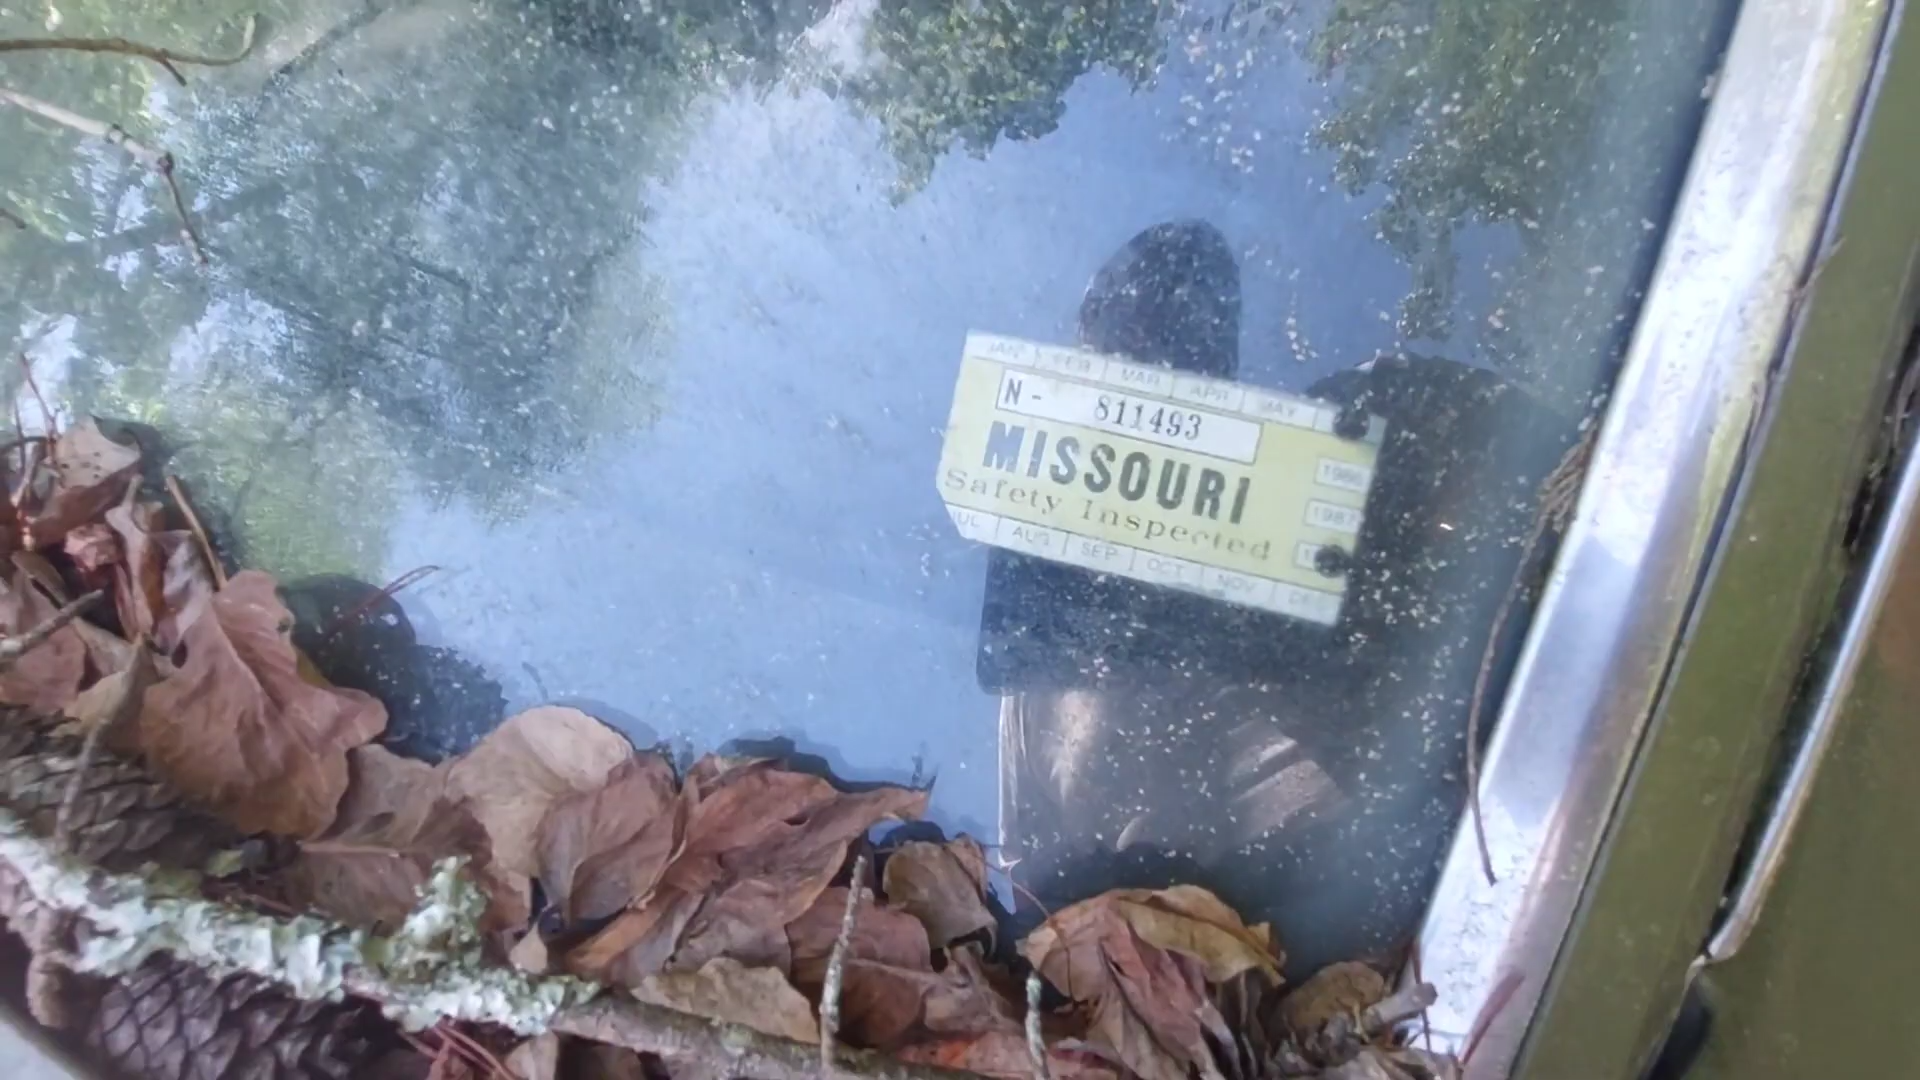 JAN FEB MAR APR MAY
N - 811493
MISSOURI
Safety Inspected
1986
1987
JUL AUG SEP OCT NOV DEC